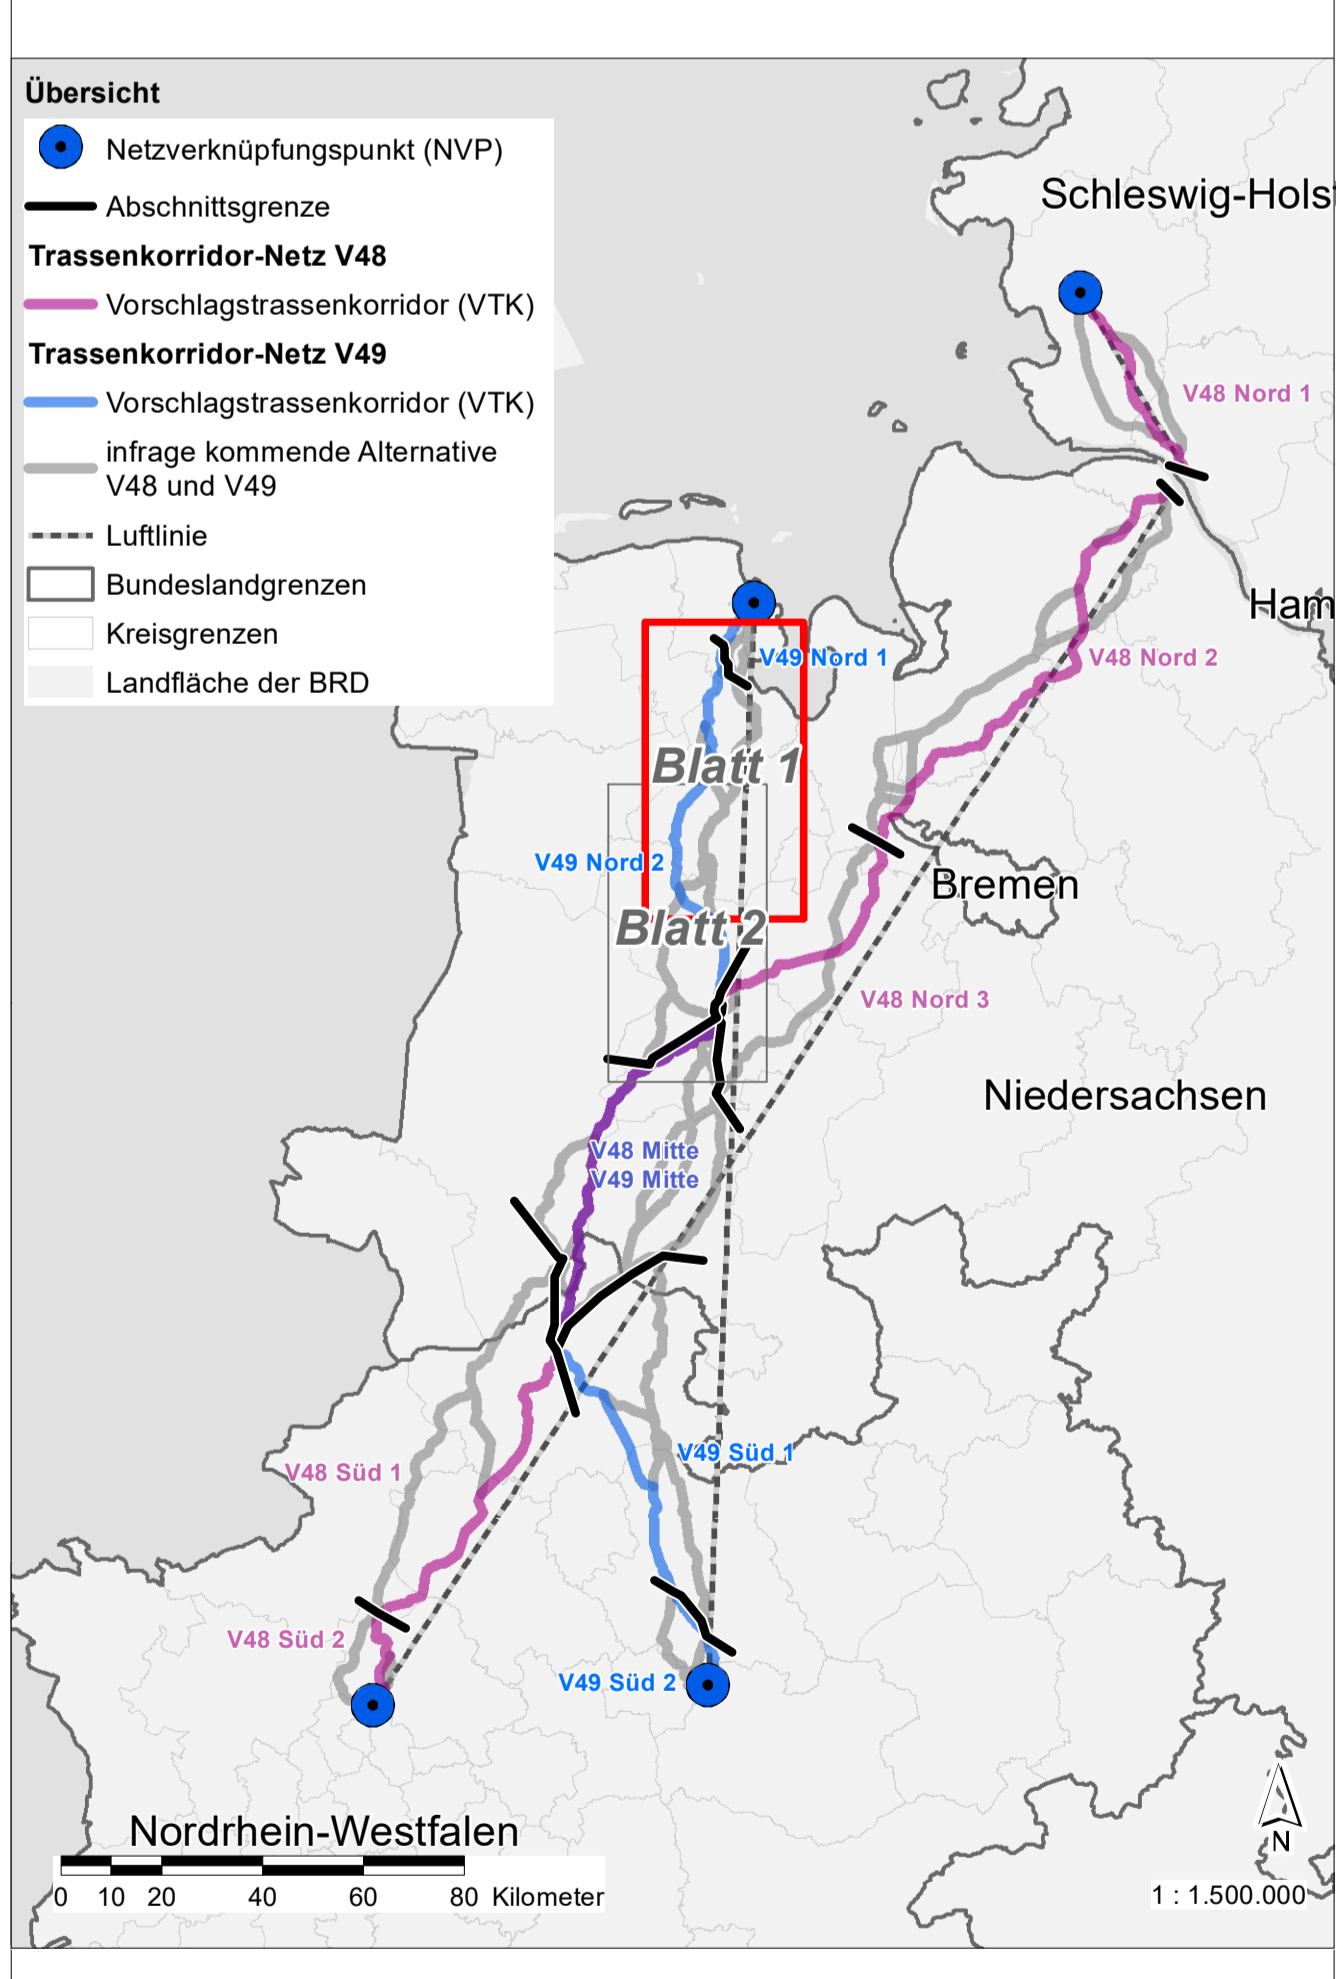 Übersicht
Netzverknüpfungspunkt (NVP)
Abschnittsgrenze
Trassenkorridor-Netz V48
Vorschlagstrassenkorridor (VTK)
Trassenkorridor-Netz V49
Vorschlagstrassenkorridor (VTK)
infrage kommende Alternative
V48 und V49
Luftlinie
Bundeslandgrenzen
Kreisgrenzen
Landfläche der BRD
Schleswig-Hols
V48 Nord 1
Ham
V49 Nord 1
V48 Nord 2
Blatt 1
V49 Nord 2
Bremen
Blatt 2
V48 Nord 3
Niedersachsen
V48 Mitte
V49 Mitte
V49 Süd 1
V48 Süd 1
V48 Süd 2
V49 Süd 2
Nordrhein-Westfalen
N
0 10 20 40 60 80 Kilometer
1 : 1.500.000